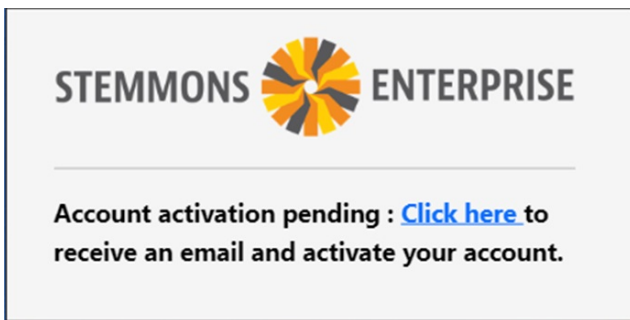 STEMMONS ENTERPRISE
Account activation pending : Click here to
receive an email and activate your account.